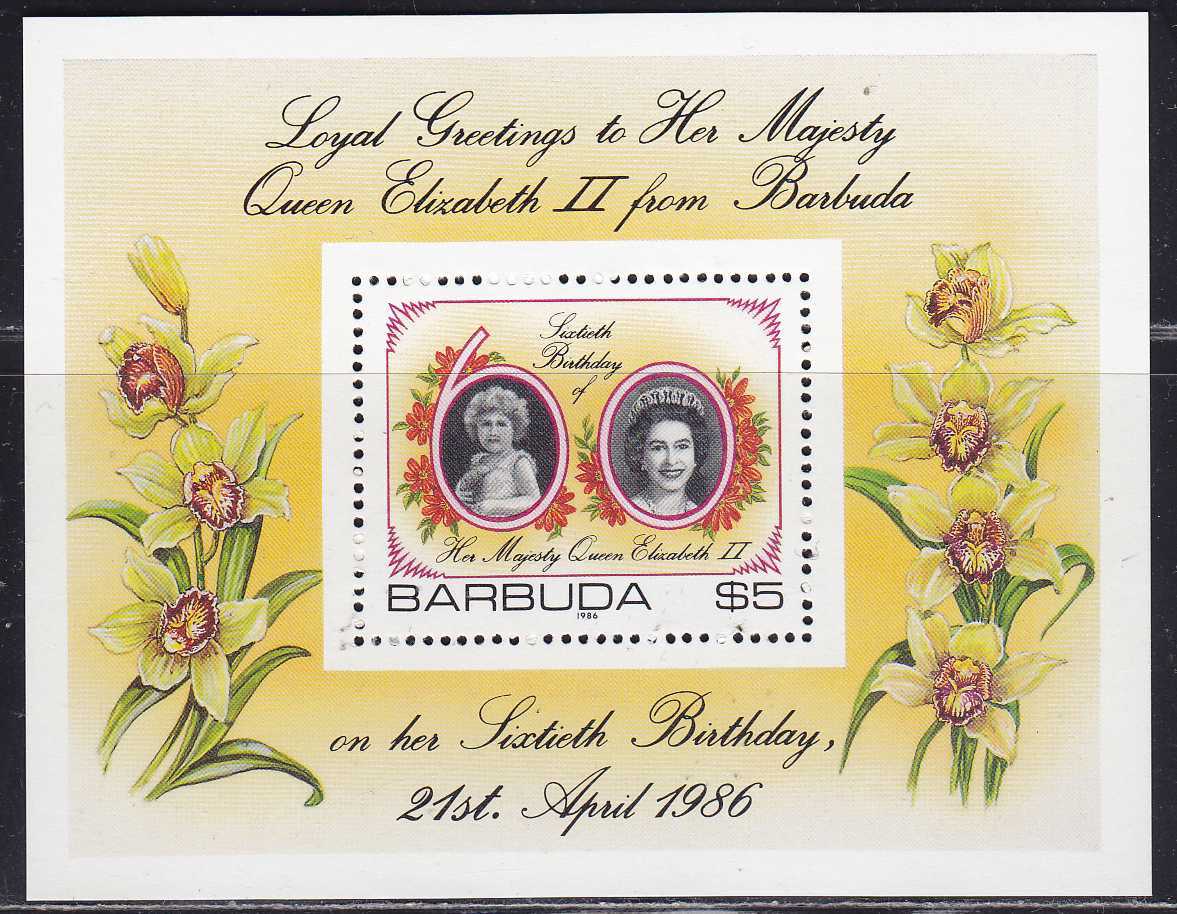 Loyal Greetings to Her Majesty
Queen Elizabeth II from Barbuda
Sixtieth
Birthday
of
60
Her Majesty Queen Elizabeth II
BARBUDA $5
1986
on her Sixtieth Birthday,
21st. April 1986